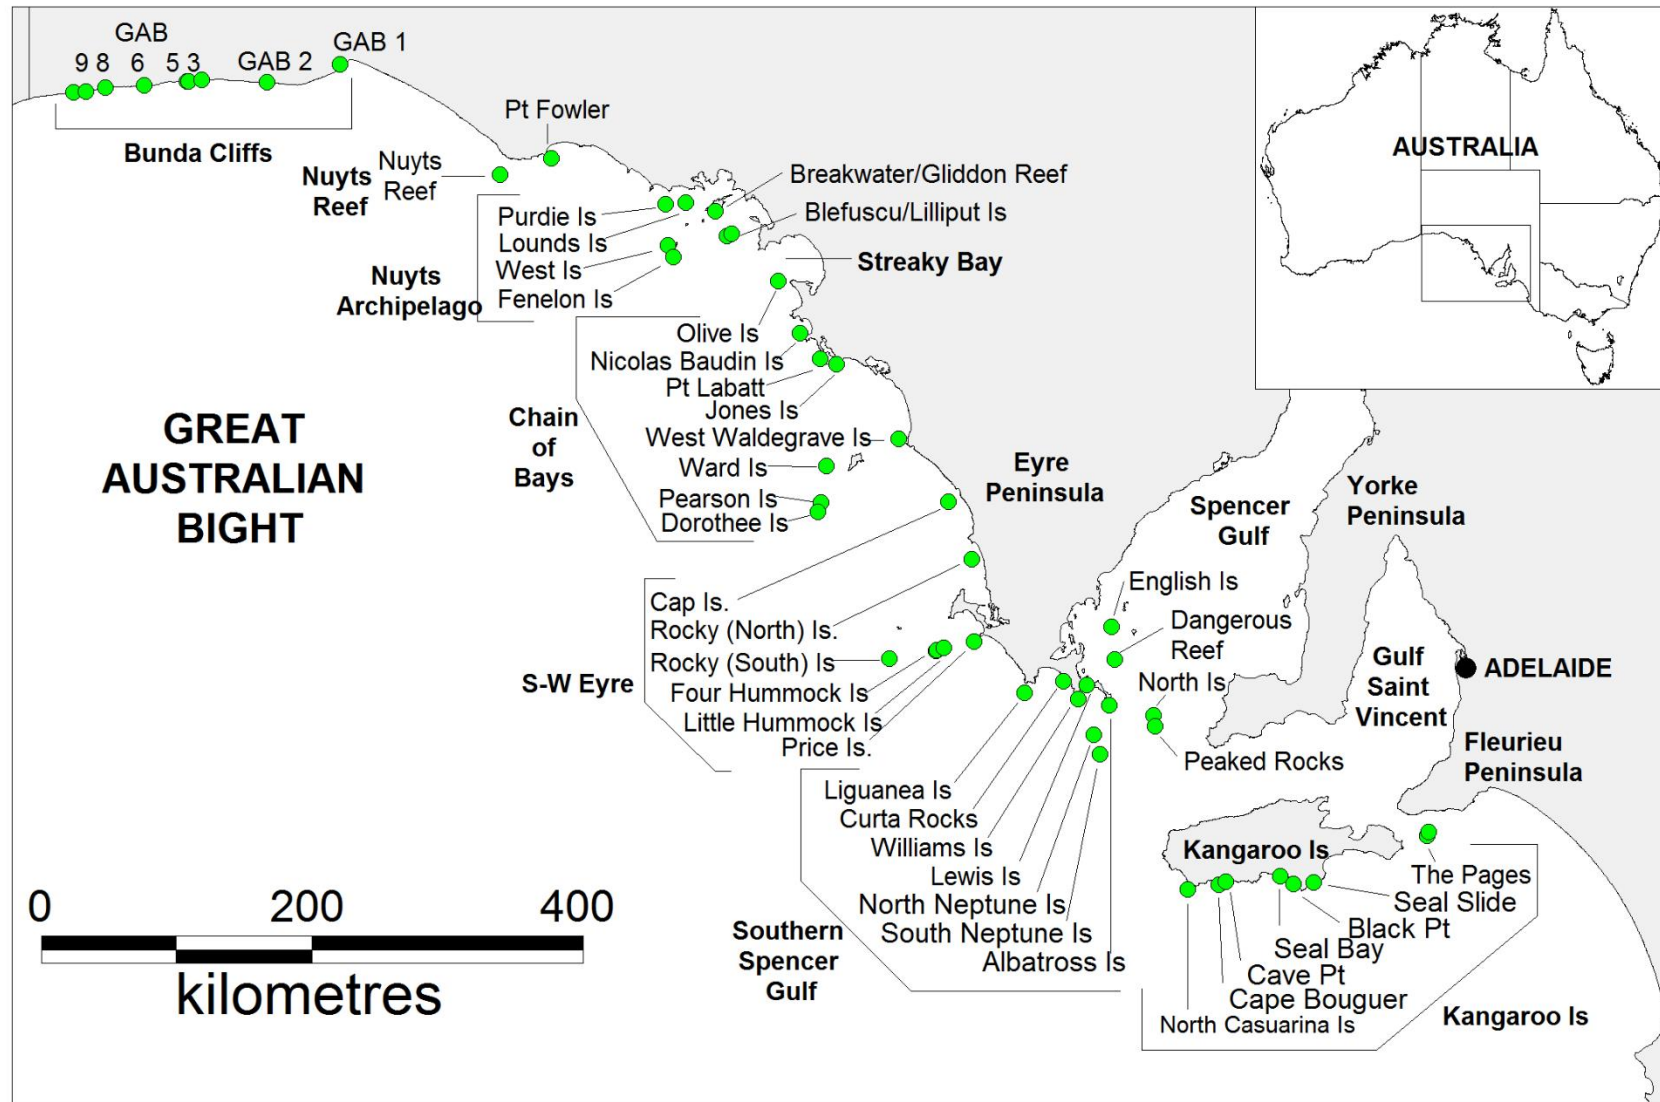 GAB
9 8 6 5 3
GAB 2
GAB 1
Bunda Cliffs
Pt Fowler
Nuyts
Reef
Nuyts
Reef
Breakwater/Gliddon Reef
Blefuscu/Lilliput Is
Purdie Is
Lounds Is
West Is
Fenelon Is
Nuyts
Archipelago
Streaky Bay
AUSTRALIA
Olive Is
Nicolas Baudin Is
Pt Labatt
Jones Is
West Waldegrave Is
Ward Is
Pearson Is
Dorothee Is
Chain
of
Bays
GREAT
AUSTRALIAN
BIGHT
Eyre
Peninsula
Spencer
Gulf
Yorke
Peninsula
Cap Is.
Rocky (North) Is.
Rocky (South) Is
Four Hummock Is
Little Hummock Is
Price Is.
S-W Eyre
English Is
Dangerous
Reef
North Is
Peaked Rocks
Gulf
Saint
Vincent
ADELAIDE
Fleurieu
Peninsula
Liguanea Is
Curta Rocks
Williams Is
Lewis Is
North Neptune Is
South Neptune Is
Albatross Is
Southern
Spencer
Gulf
Kangaroo Is
The Pages
Seal Slide
Black Pt
Seal Bay
Cave Pt
Cape Bouguer
North Casuarina Is
Kangaroo Is
0 200 400
kilometres